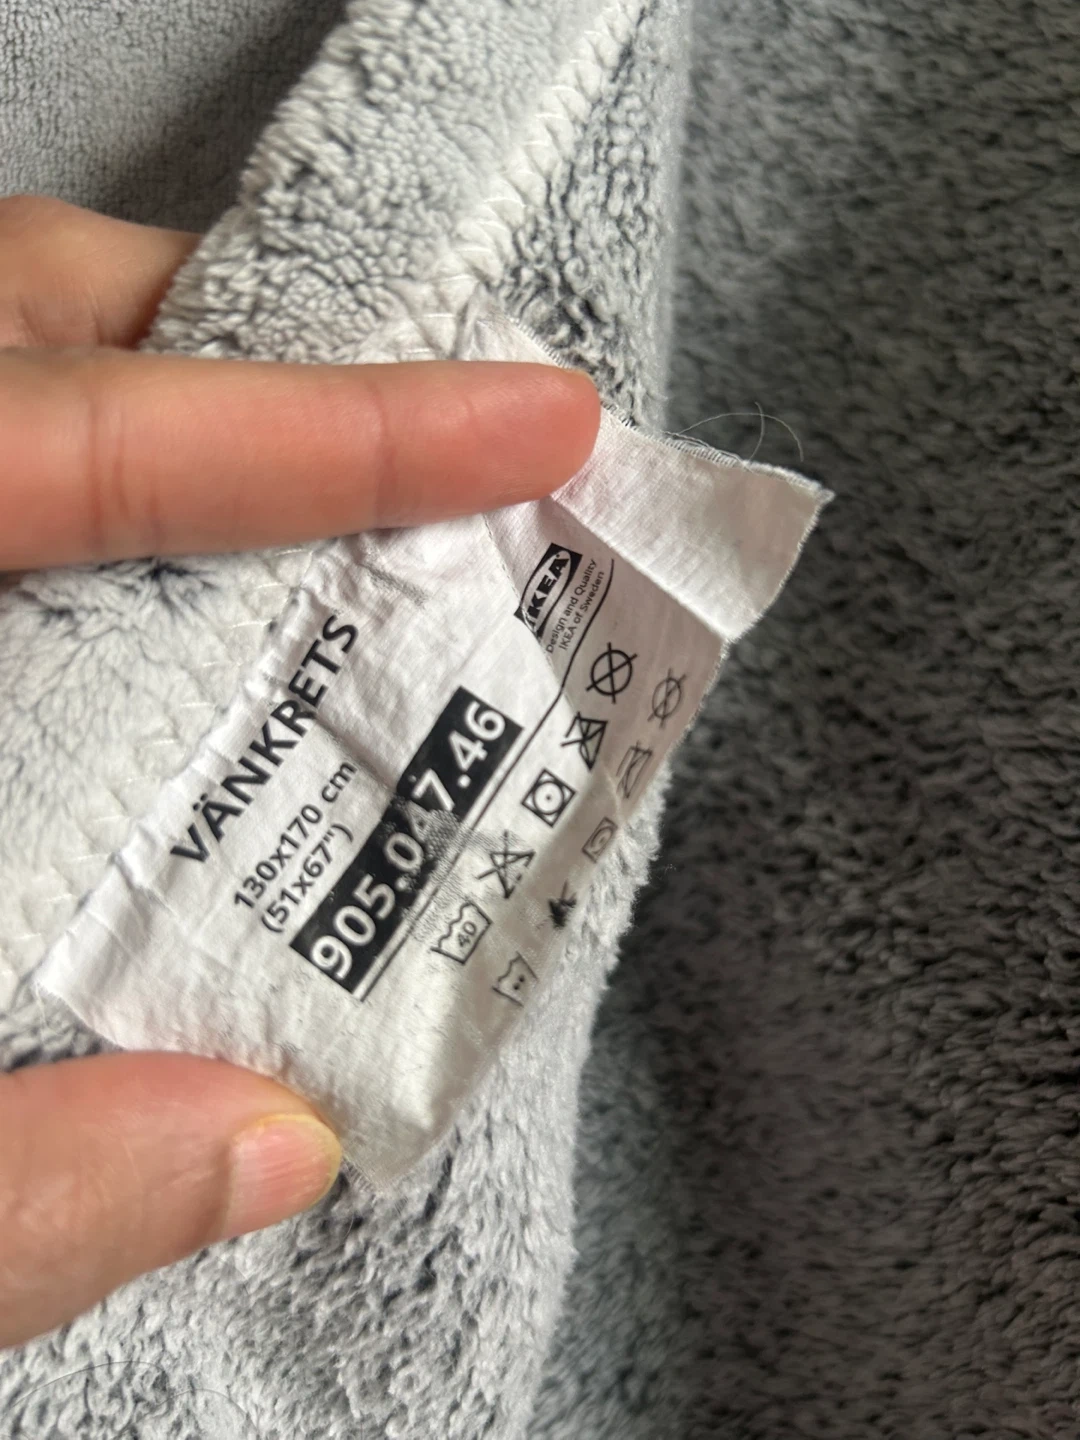 VÄNKRETS
130x170 cm
(51x67")
905.047.46
IKEA
Design and Quality
IKEA of Sweden
40